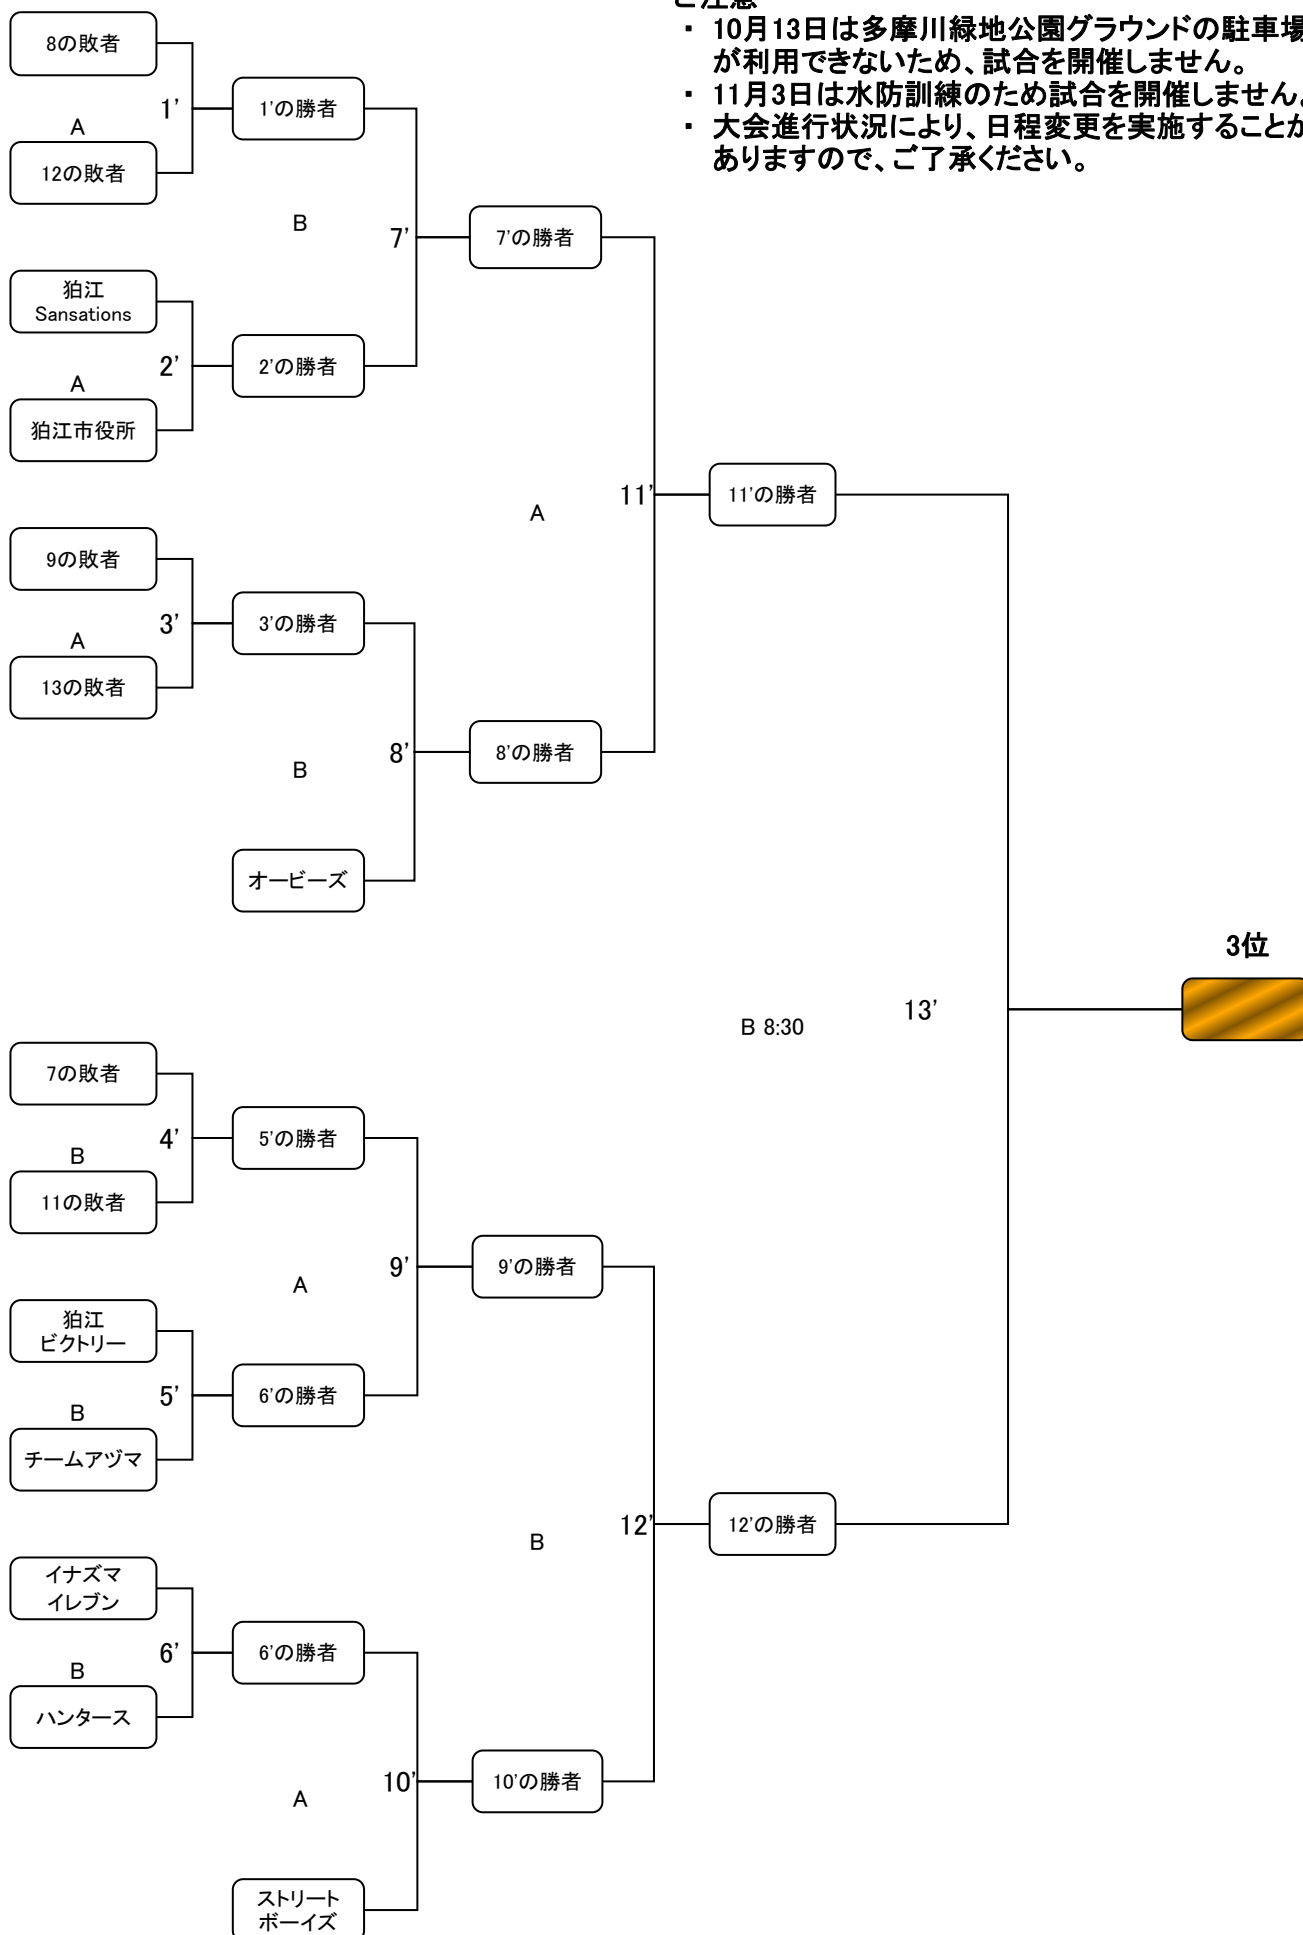 ご注意
・ 10月13日は多摩川緑地公園グラウンドの駐車場
が利用できないため、試合を開催しません。
・ 11月3日は水防訓練のため試合を開催しません。
・ 大会進行状況により、日程変更を実施することが
ありますので、ご了承ください。
8の敗者
1'
1'の勝者
A
12の敗者
B
7'
7'の勝者
狛江
Sansations
2'
2'の勝者
A
狛江市役所
A
11'
11'の勝者
9の敗者
3'
3'の勝者
A
13の敗者
B
8'
8'の勝者
オービーズ
3位
B 8:30
13'
7の敗者
4'
5'の勝者
B
11の敗者
A
9'
9'の勝者
狛江
ビクトリー
5'
6'の勝者
B
チームアヅマ
B
12'
12'の勝者
イナズマ
イレブン
6'
6'の勝者
B
ハンタース
A
10'
10'の勝者
ストリート
ボーイズ